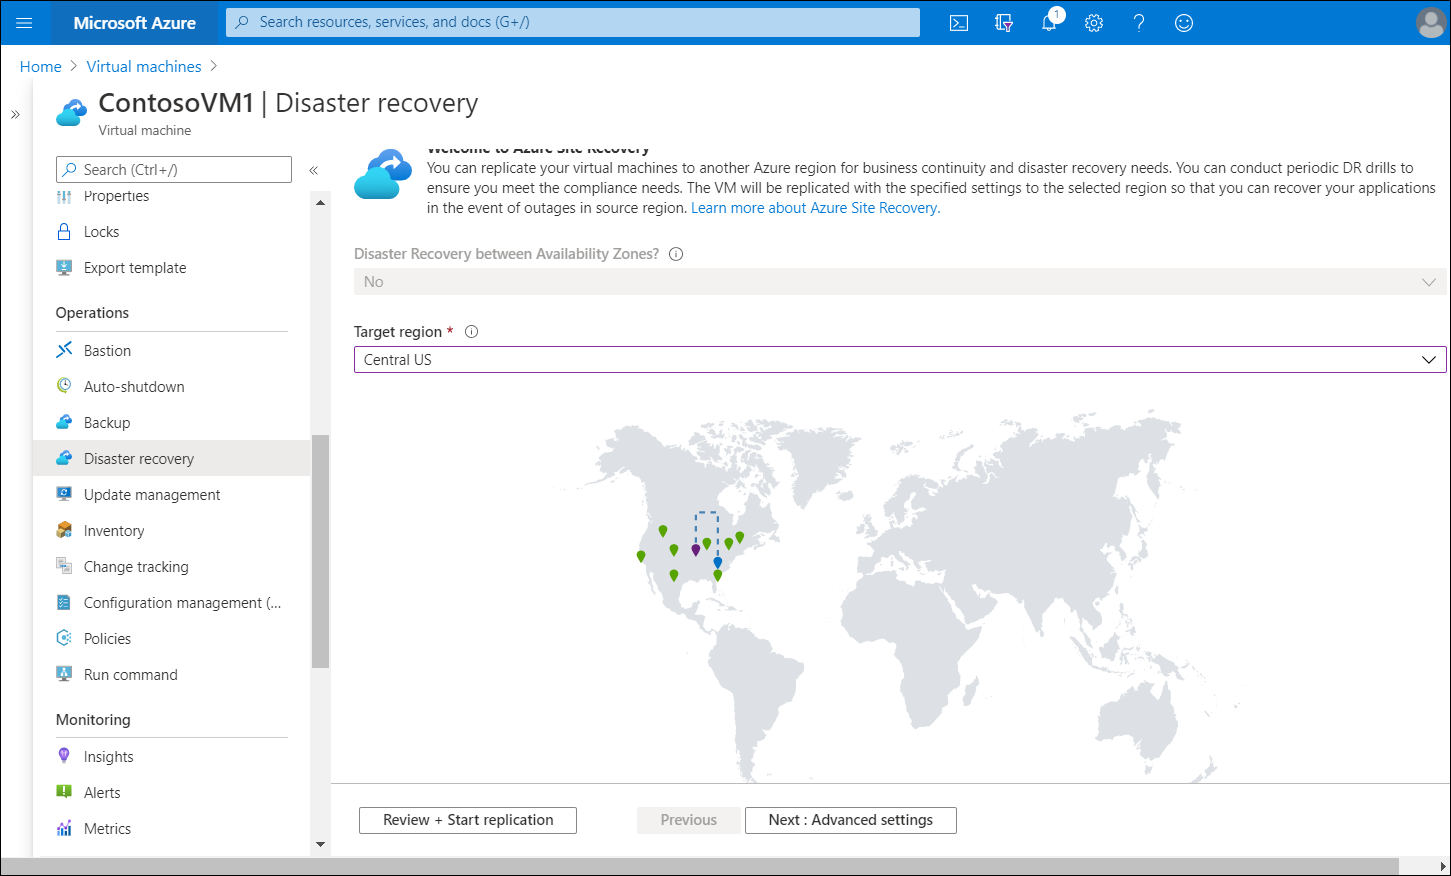 Microsoft Azure
Search resources, services, and docs (G+/)
1
Home > Virtual machines >
ContosoVM1 | Disaster recovery
Virtual machine
Search (Ctrl+/)
Properties
Locks
Export template
Operations
Bastion
Auto-shutdown
Backup
Disaster recovery
Update management
Inventory
Change tracking
Configuration management (...
Policies
Run command
Monitoring
Insights
Alerts
Metrics
Welcome to Azure Site Recovery
You can replicate your virtual machines to another Azure region for business continuity and disaster recovery needs. You can conduct periodic DR drills to
ensure you meet the compliance needs. The VM will be replicated with the specified settings to the selected region so that you can recover your applications
in the event of outages in source region. Learn more about Azure Site Recovery.
Disaster Recovery between Availability Zones?
No
Target region *
Central US
Review + Start replication
Previous
Next : Advanced settings